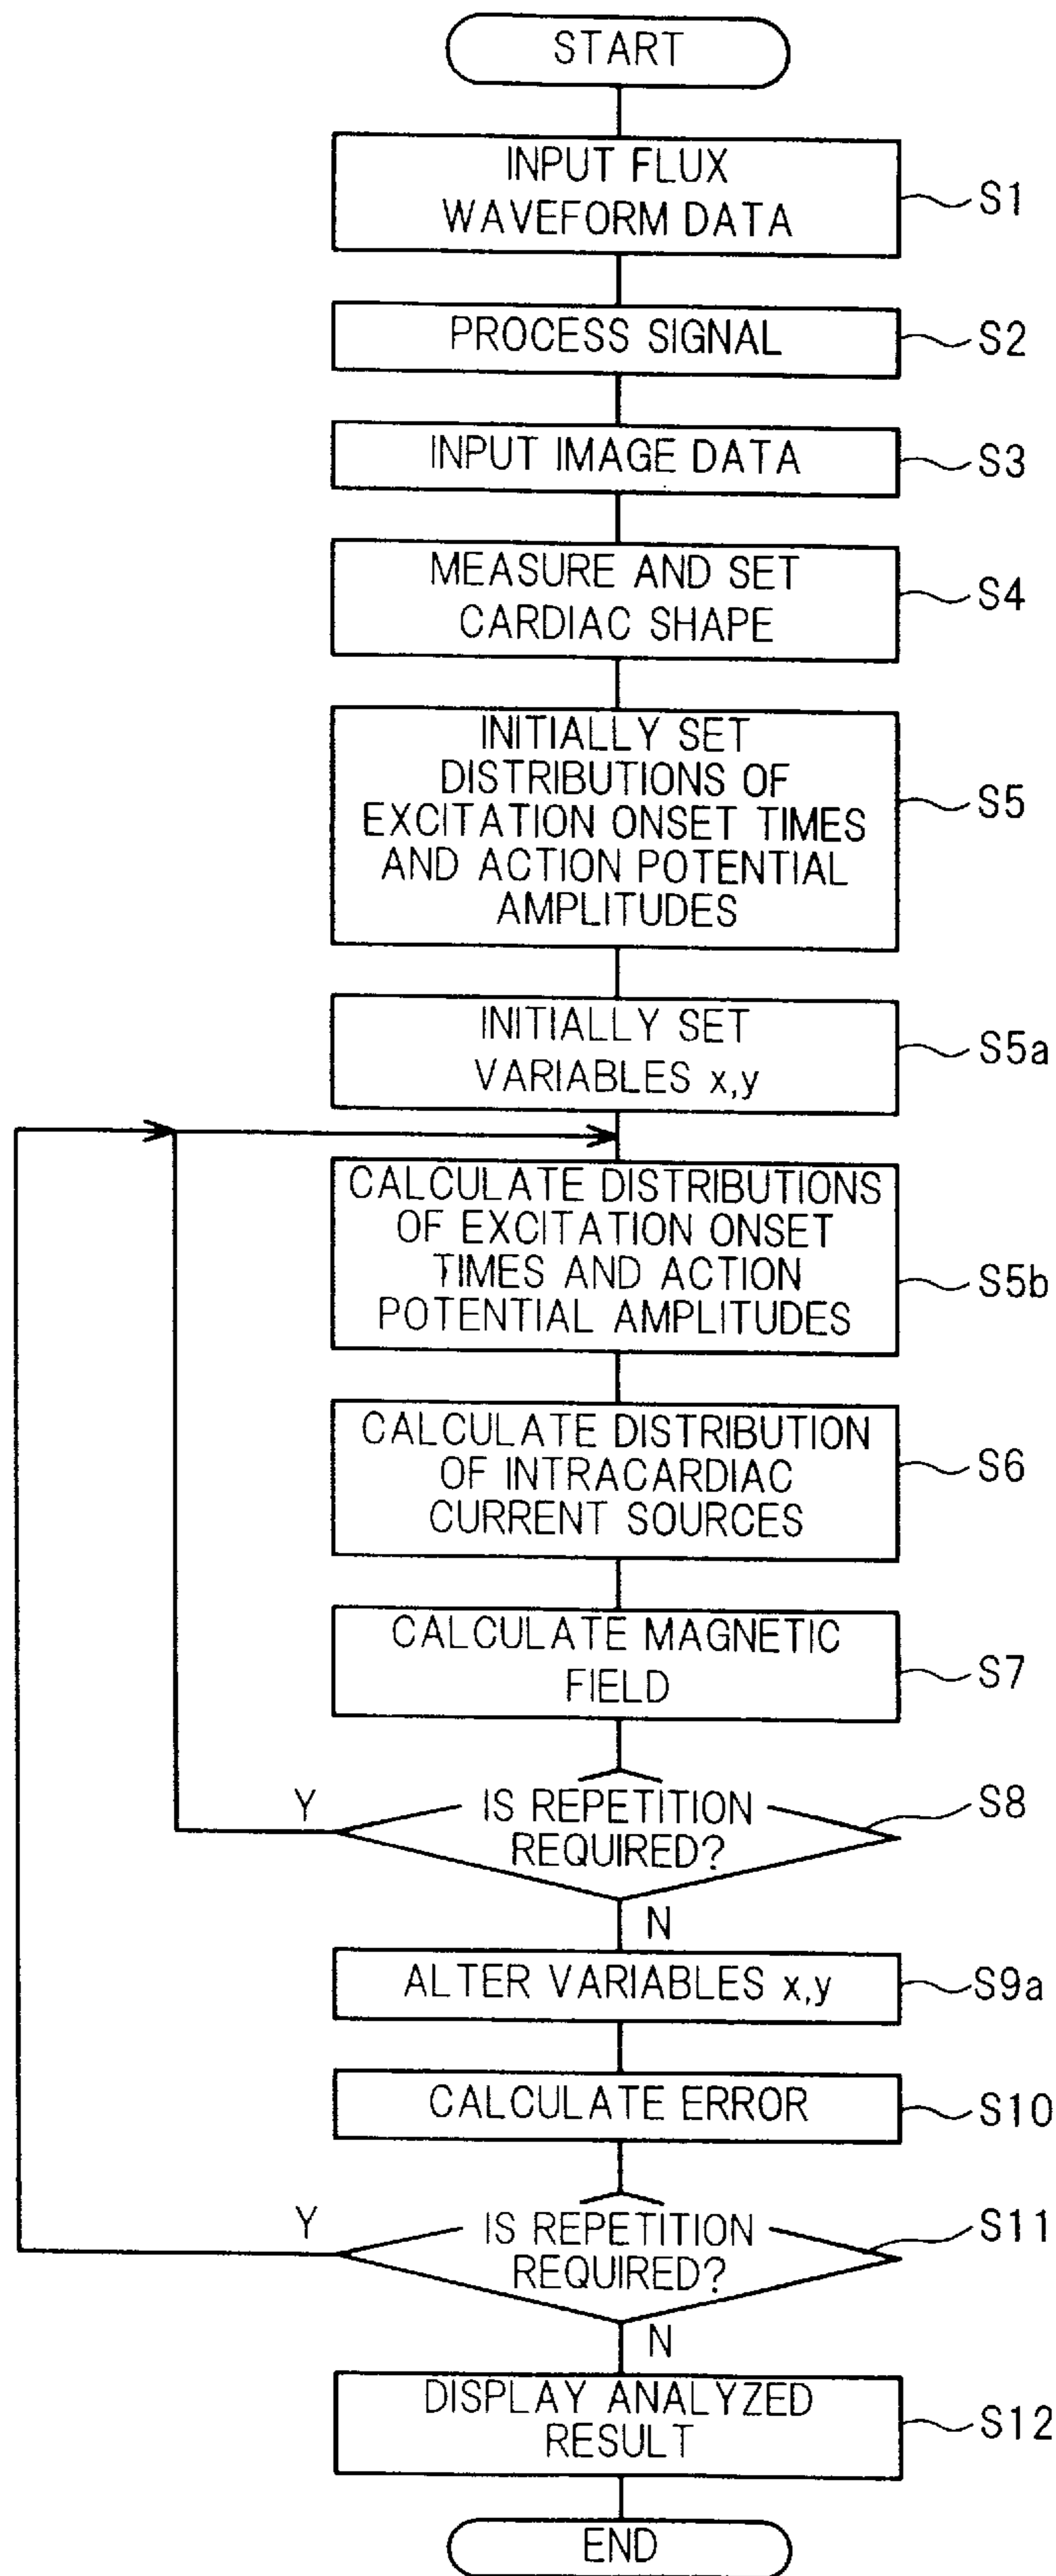 START
INPUT FLUX
WAVEFORM DATA
S1
PROCESS SIGNAL
S2
INPUT IMAGE DATA
S3
MEASURE AND SET
CARDIAC SHAPE
S4
INITIALLY SET
DISTRIBUTIONS OF
EXCITATION ONSET TIMES
AND ACTION POTENTIAL
AMPLITUDES
S5
INITIALLY SET
VARIABLES x,y
S5a
CALCULATE DISTRIBUTIONS
OF EXCITATION ONSET
TIMES AND ACTION
POTENTIAL AMPLITUDES
S5b
CALCULATE DISTRIBUTION
OF INTRACARDIAC
CURRENT SOURCES
S6
CALCULATE MAGNETIC
FIELD
S7
Y
IS REPETITION
REQUIRED?
S8
N
ALTER VARIABLES x,y
S9a
CALCULATE ERROR
S10
Y
IS REPETITION
REQUIRED?
S11
N
DISPLAY ANALYZED
RESULT
S12
END